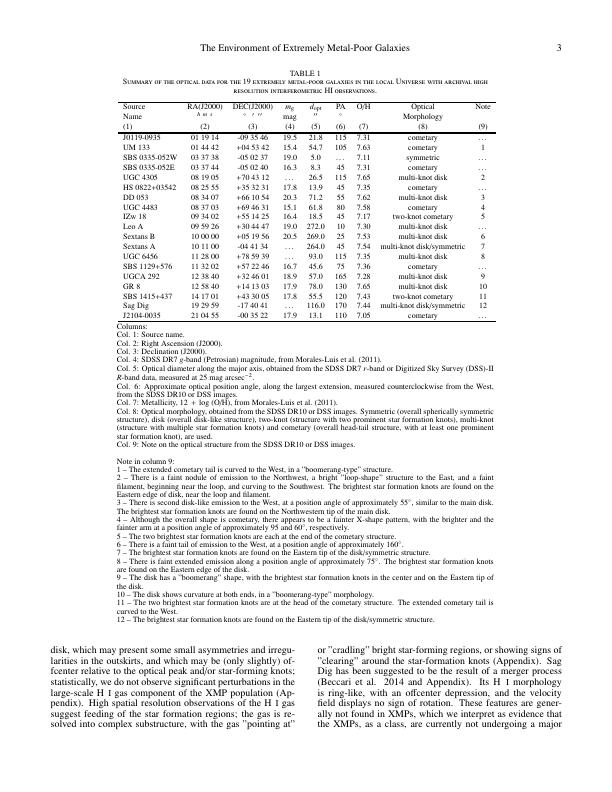 The Environment of Extremely Metal-Poor Galaxies 3
TABLE 1
Summary of the optical data for the 19 extremely metal-poor galaxies in the local Universe with archival high
resolution interferometric HI observations.
Source RA(J2000) DEC(J2000) mg dopt PA O/H Optical Note
Name h m s ° ′ ″ mag ″ ° Morphology
(1) (2) (3) (4) (5) (6) (7) (8) (9)
J0119-0935 01 19 14 -09 35 46 19.5 21.8 115 7.31 cometary ...
UM 133 01 44 42 +04 53 42 15.4 54.7 105 7.63 cometary 1
SBS 0335-052W 03 37 38 -05 02 37 19.0 5.0 ... 7.11 symmetric ...
SBS 0335-052E 03 37 44 -05 02 40 16.3 8.3 45 7.31 cometary ...
UGC 4305 08 19 05 +70 43 12 ... 26.5 115 7.65 multi-knot disk 2
HS 0822+03542 08 25 55 +35 32 31 17.8 13.9 45 7.35 cometary ...
DD 053 08 34 07 +66 10 54 20.3 71.2 55 7.62 multi-knot disk 3
UGC 4483 08 37 03 +69 46 31 15.1 61.8 80 7.58 cometary 4
IZw 18 09 34 02 +55 14 25 16.4 18.5 45 7.17 two-knot cometary 5
Leo A 09 59 26 +30 44 47 19.0 272.0 10 7.30 multi-knot disk ...
Sextans B 10 00 00 +05 19 56 20.5 269.0 25 7.53 multi-knot disk 6
Sextans A 10 11 00 -04 41 34 ... 264.0 45 7.54 multi-knot disk/symmetric 7
UGC 6456 11 28 00 +78 59 39 ... 93.0 115 7.35 multi-knot disk 8
SBS 1129+576 11 32 02 +57 22 46 16.7 45.6 75 7.36 cometary ...
UGCA 292 12 38 40 +32 46 01 18.9 57.0 165 7.28 multi-knot disk 9
GR 8 12 58 40 +14 13 03 17.9 78.0 130 7.65 multi-knot disk 10
SBS 1415+437 14 17 01 +43 30 05 17.8 55.5 120 7.43 two-knot cometary 11
Sag Dig 19 29 59 -17 40 41 ... 116.0 170 7.44 multi-knot disk/symmetric 12
J2104-0035 21 04 55 -00 35 22 17.9 13.1 110 7.05 cometary ...
Columns:
Col. 1: Source name.
Col. 2: Right Ascension (J2000).
Col. 3: Declination (J2000).
Col. 4: SDSS DR7 g-band (Petrosian) magnitude, from Morales-Luis et al. (2011).
Col. 5: Optical diameter along the major axis, obtained from the SDSS DR7 r-band or Digitized Sky Survey (DSS)-II
R-band data, measured at 25 mag arcsec−2.
Col. 6: Approximate optical position angle, along the largest extension, measured counterclockwise from the West,
from the SDSS DR10 or DSS images.
Col. 7: Metallicity, 12 + log (O/H), from Morales-Luis et al. (2011).
Col. 8: Optical morphology, obtained from the SDSS DR10 or DSS images. Symmetric (overall spherically symmetric
structure), disk (overall disk-like structure), two-knot (structure with two prominent star formation knots), multi-knot
(structure with multiple star formation knots) and cometary (overall head-tail structure, with at least one prominent
star formation knot), are used.
Col. 9: Note on the optical structure from the SDSS DR10 or DSS images.
Note in column 9:
1 – The extended cometary tail is curved to the West, in a "boomerang-type" structure.
2 – There is a faint nodule of emission to the Northwest, a bright "loop-shape" structure to the East, and a faint
filament, beginning near the loop, and curving to the Southwest. The brightest star formation knots are found on the
Eastern edge of disk, near the loop and filament.
3 – There is second disk-like emission to the West, at a position angle of approximately 55°, similar to the main disk.
The brightest star formation knots are found on the Northwestern tip of the main disk.
4 – Although the overall shape is cometary, there appears to be a fainter X-shape pattern, with the brighter and the
fainter arm at a position angle of approximately 95 and 60°, respectively.
5 – The two brightest star formation knots are each at the end of the cometary structure.
6 – There is a faint tail of emission to the West, at a position angle of approximately 160°.
7 – The brightest star formation knots are found on the Eastern tip of the disk/symmetric structure.
8 – There is faint extended emission along a position angle of approximately 75°. The brightest star formation knots
are found on the Eastern edge of the disk.
9 – The disk has a "boomerang" shape, with the brightest star formation knots in the center and on the Eastern tip of
the disk.
10 – The disk shows curvature at both ends, in a "boomerang-type" morphology.
11 – The two brightest star formation knots are at the head of the cometary structure. The extended cometary tail is
curved to the West.
12 – The brightest star formation knots are found on the Eastern tip of the disk/symmetric structure.
disk, which may present some small asymmetries and irregu-
larities in the outskirts, and which may be (only slightly) of-
fcenter relative to the optical peak and/or star-forming knots;
statistically, we do not observe significant perturbations in the
large-scale H I gas component of the XMP population (Ap-
pendix). High spatial resolution observations of the H I gas
suggest feeding of the star formation regions; the gas is re-
solved into complex substructure, with the gas "pointing at"
or "cradling" bright star-forming regions, or showing signs of
"clearing" around the star-formation knots (Appendix). Sag
Dig has been suggested to be the result of a merger process
(Beccari et al. 2014 and Appendix). Its H I morphology
is ring-like, with an offcenter depression, and the velocity
field displays no sign of rotation. These features are gener-
ally not found in XMPs, which we interpret as evidence that
the XMPs, as a class, are currently not undergoing a major